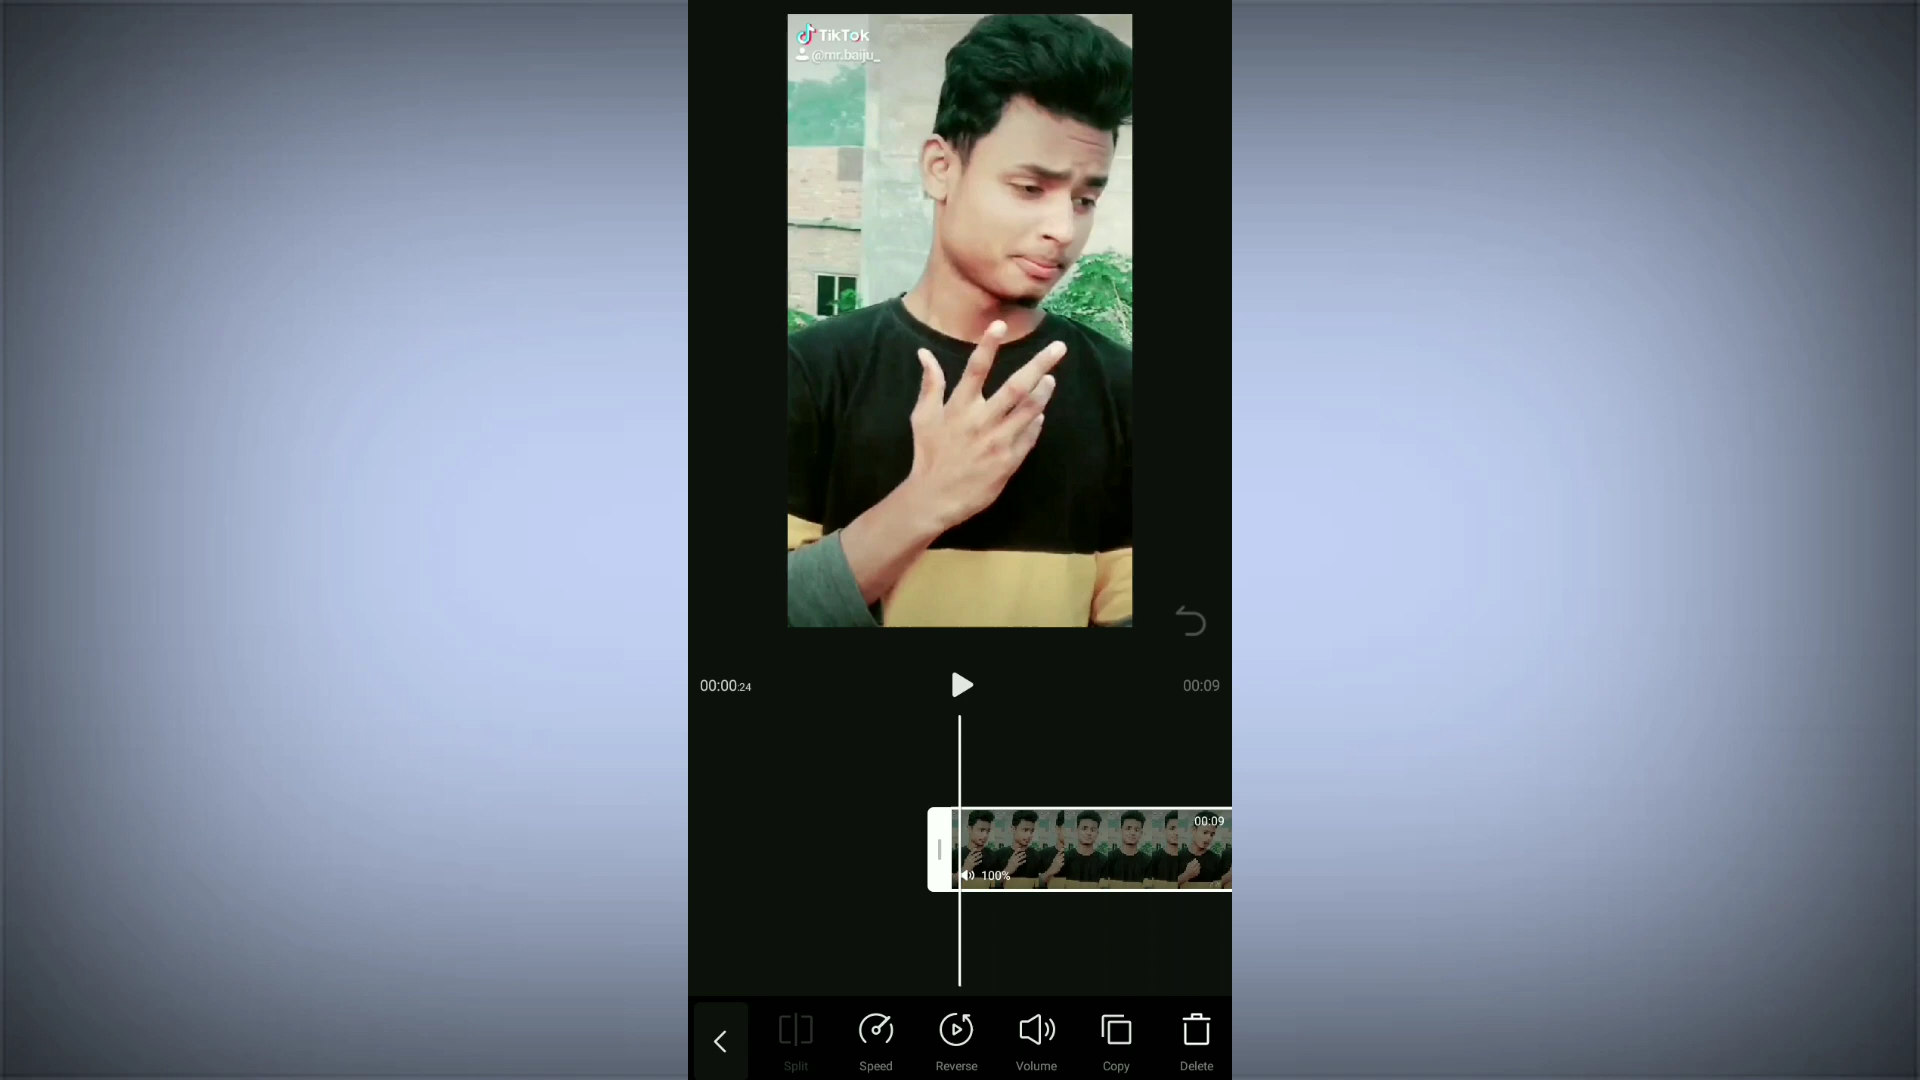 TikTok
@mr.baiju_
00:00:24
00:09
00:09
100%
Split
Speed
Reverse
Volume
Copy
Delete